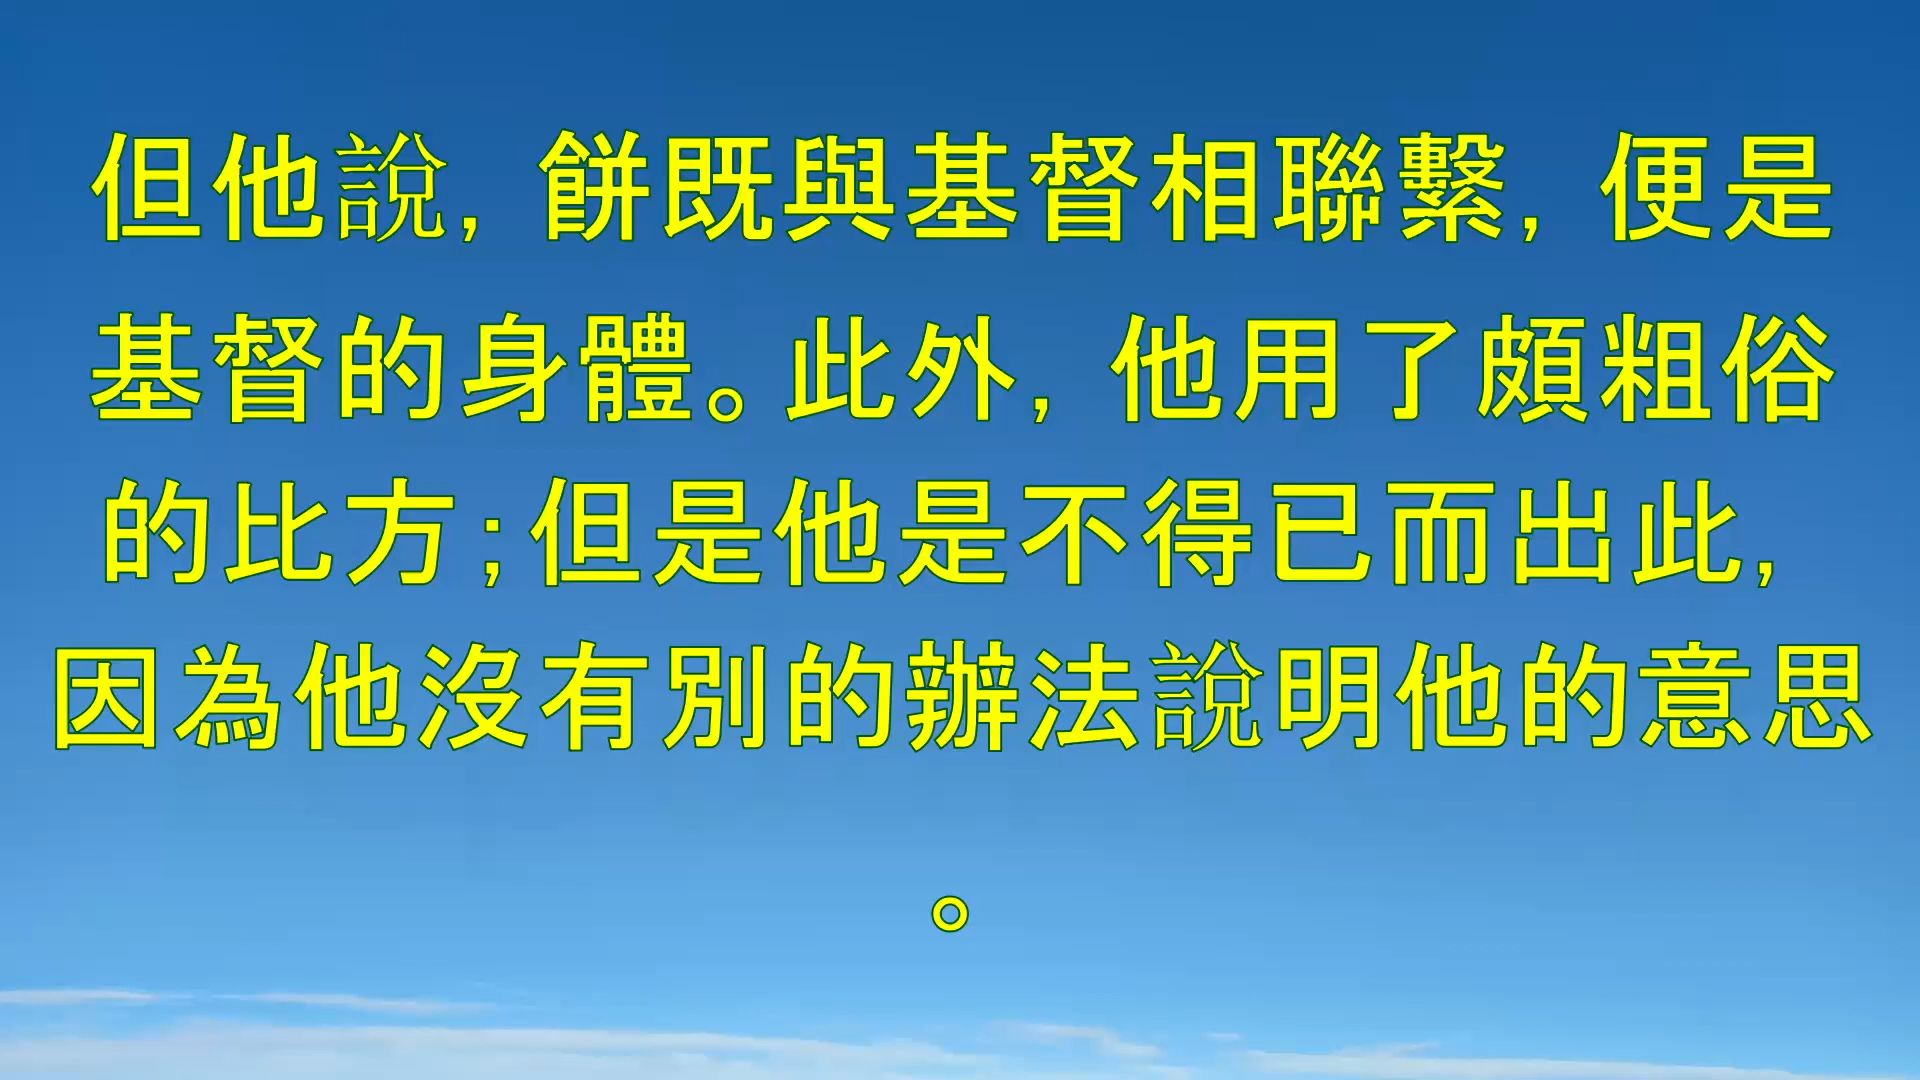 但他說,餅既與基督相聯繫,便是
基督的身體。此外,他用了頗粗俗
的比方;但是他是不得已而出此,
因為他沒有別的辦法說明他的意思
。